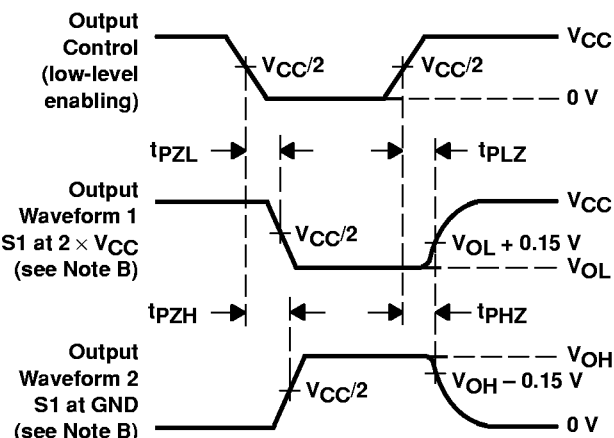 Output
Control
(low-level
enabling)
VCC
VCC/2
VCC/2
0 V
tPZL
tPLZ
Output
Waveform 1
S1 at 2 × VCC
(see Note B)
VCC
VCC/2
VOL + 0.15 V
VOL
tPZH
tPHZ
Output
Waveform 2
S1 at GND
(see Note B)
VOH
VCC/2
VOH – 0.15 V
0 V